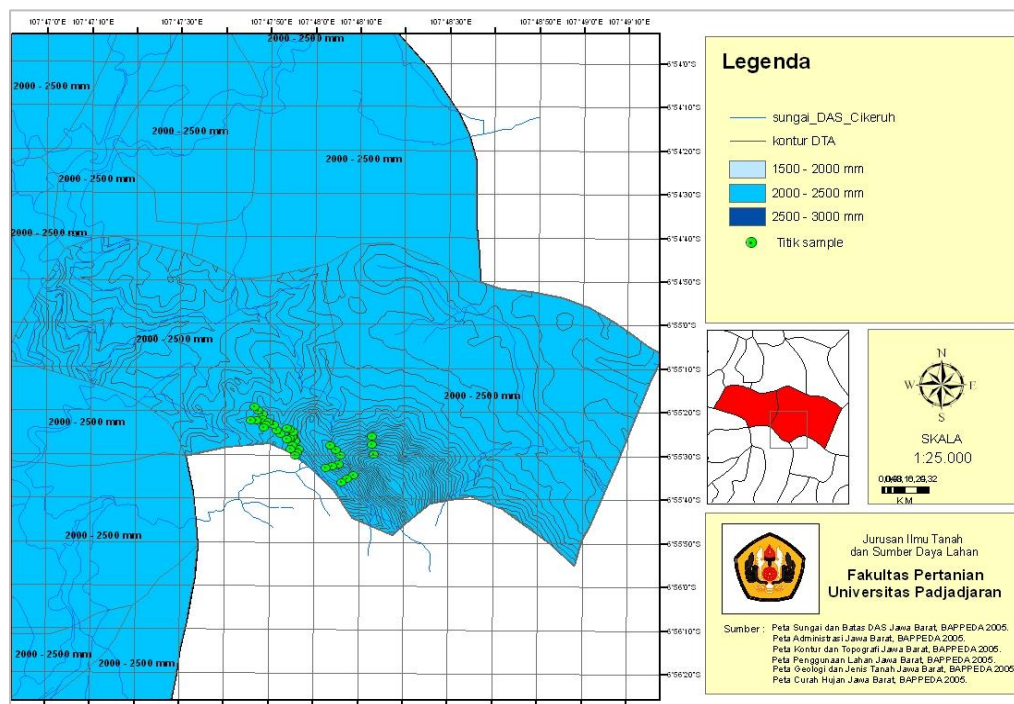 107°47'0"E 107°47'10"E 107°47'30"E 107°47'50"E 107°48'0"E 107°48'10"E 107°48'30"E 107°48'50"E 107°49'0"E 107°49'10"E
2000 - 2500 mm
2000 - 2500 mm
2000 - 2500 mm
2000 - 2500 mm
2000 - 2500 mm
2000 - 2500 mm
2000 - 2500 mm
2000 - 2500 mm
2000 - 2500 mm
2000 - 2500 mm
2000 - 2500 mm
6°54'0"S
6°54'10"S
6°54'20"S
6°54'30"S
6°54'40"S
6°54'50"S
6°55'0"S
6°55'10"S
6°55'20"S
6°55'30"S
6°55'40"S
6°55'50"S
6°56'0"S
6°56'10"S
6°56'20"S
Legenda
sungai_DAS_Cikeruh
kontur DTA
1500 - 2000 mm
2000 - 2500 mm
2500 - 3000 mm
Titik sample
N
W E
S
SKALA
1:25.000
KM
Jurusan Ilmu Tanah
dan Sumber Daya Lahan
Fakultas Pertanian
Universitas Padjadjaran
Sumber : Peta Sungai dan Batas DAS Jawa Barat, BAPPEDA 2005.
Peta Administrasi Jawa Barat, BAPPEDA 2005.
Peta Kontur dan Topografi Jawa Barat, BAPPEDA 2005.
Peta Penggunaan Lahan Jawa Barat, BAPPEDA 2005.
Peta Geologi dan Jenis Tanah Jawa Barat, BAPPEDA 2005
Peta Curah Hujan Jawa Barat, BAPPEDA 2005.